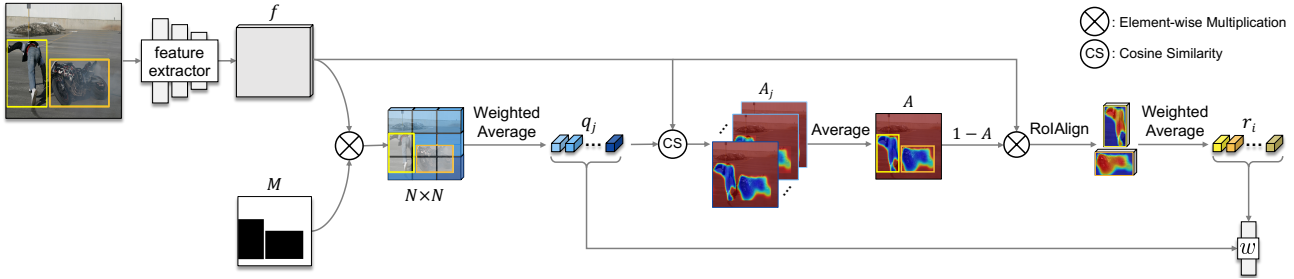 feature
extractor
f
M
N×N
Weighted
Average
q_j
...
CS
A_j
...
...
Average
A
1 − A
RoIAlign
Weighted
Average
r_i
...
w
: Element-wise Multiplication
CS : Cosine Similarity